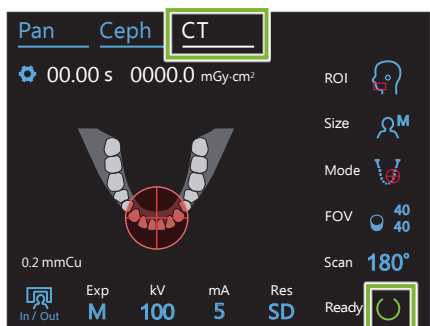 Pan Ceph CT
00.00 s 0000.0 mGy·cm²
ROI
Size M
Mode
FOV 40
40
0.2 mmCu
Scan 180°
Exp kV mA Res
In / Out M 100 5 SD
Ready